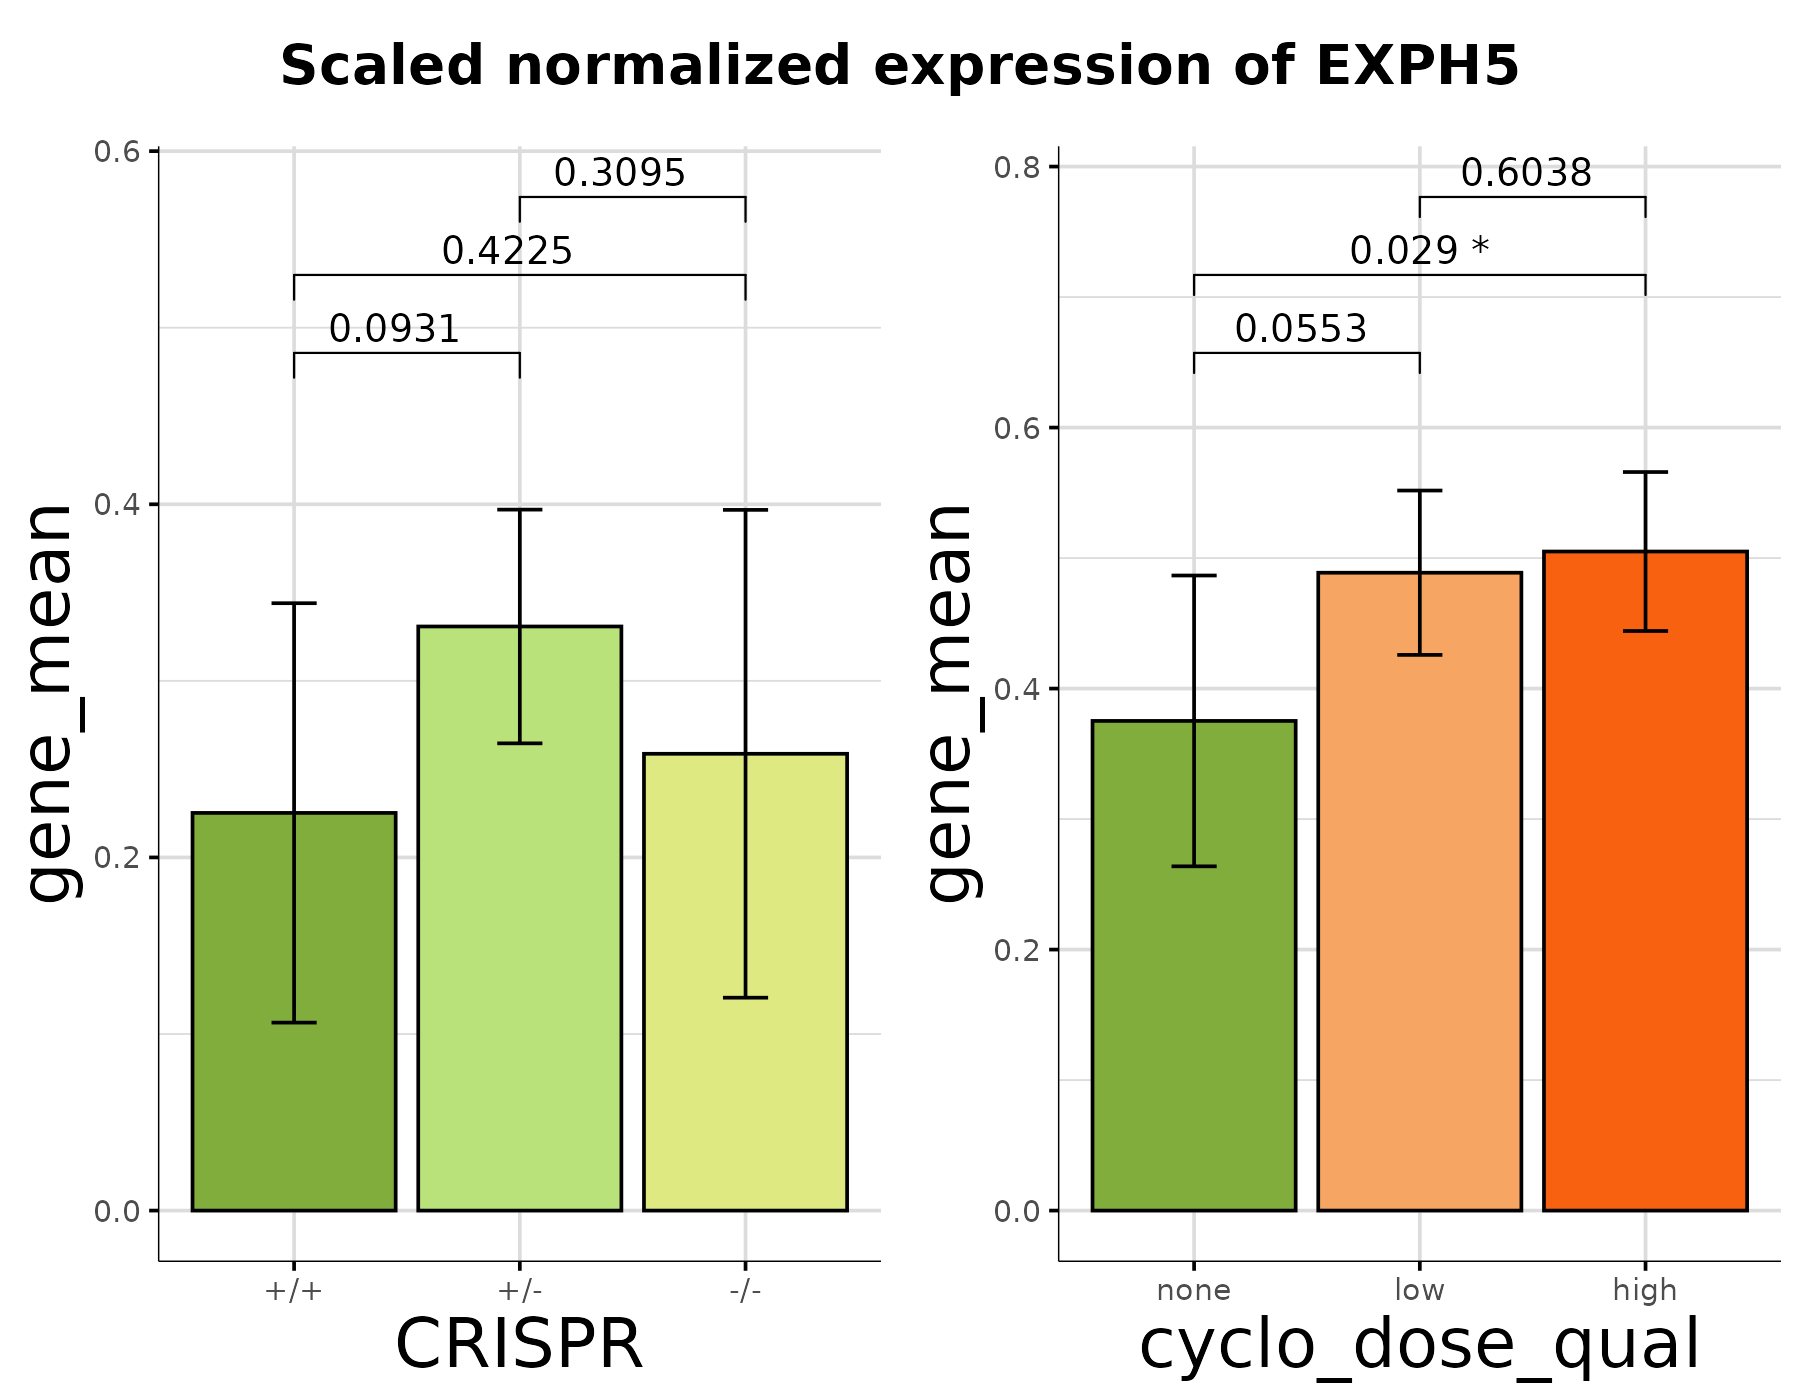 Scaled normalized expression of EXPH5
gene_mean
0.6
0.4
0.2
0.0
0.3095
0.4225
0.0931
+/+
+/-
-/-
CRISPR
gene_mean
0.8
0.6
0.4
0.2
0.0
0.6038
0.029 *
0.0553
none
low
high
cyclo_dose_qual